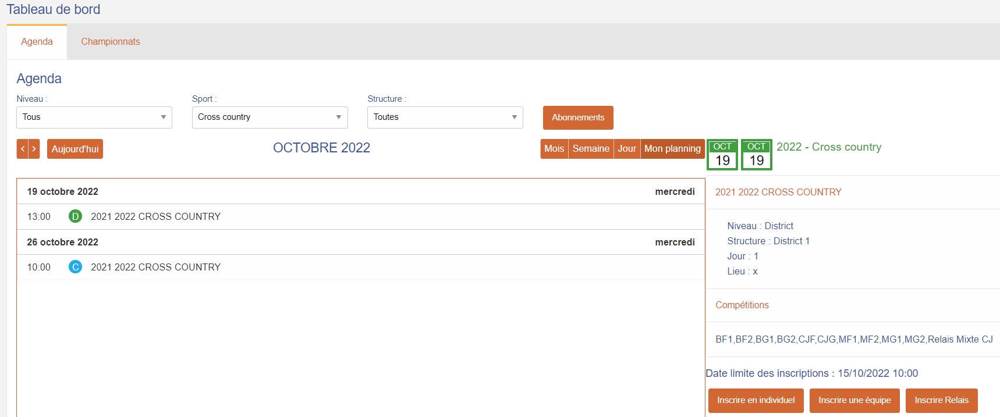 Tableau de bord
Agenda Championnats
Agenda
Niveau : Sport : Structure :
Tous Cross country Toutes Abonnements
< > Aujourd'hui OCTOBRE 2022 Mois Semaine Jour Mon planning
19 octobre 2022 mercredi
13:00 D 2021 2022 CROSS COUNTRY
26 octobre 2022 mercredi
10:00 C 2021 2022 CROSS COUNTRY
OCT OCT 2022 - Cross country
19 19
2021 2022 CROSS COUNTRY
Niveau : District
Structure : District 1
Jour : 1
Lieu : x
Compétitions
BF1,BF2,BG1,BG2,CJF,CJG,MF1,MF2,MG1,MG2,Relais Mixte CJ
Date limite des inscriptions : 15/10/2022 10:00
Inscrire en individuel Inscrire une équipe Inscrire Relais